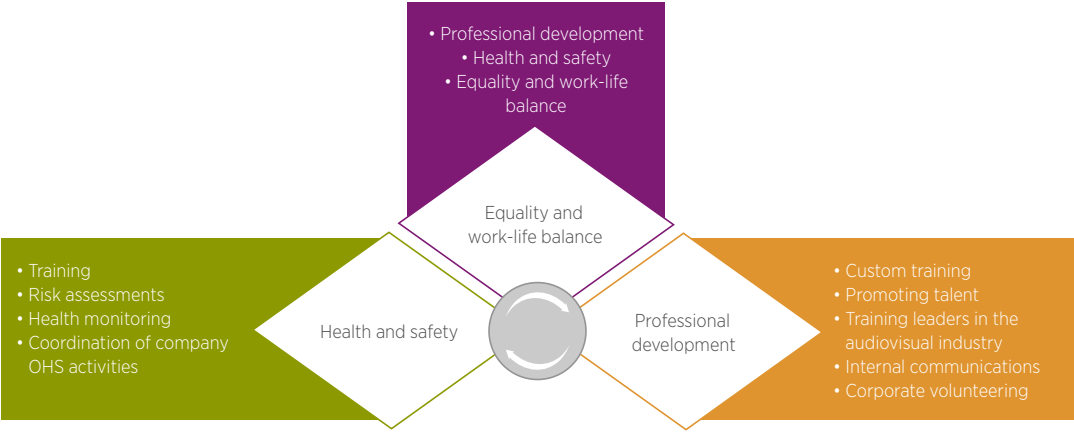 • Professional development
• Health and safety
• Equality and work-life
balance
Equality and
work-life balance
• Training
• Risk assessments
• Health monitoring
• Coordination of company
OHS activities
Health and safety
Professional
development
• Custom training
• Promoting talent
• Training leaders in the
audiovisual industry
• Internal communications
• Corporate volunteering